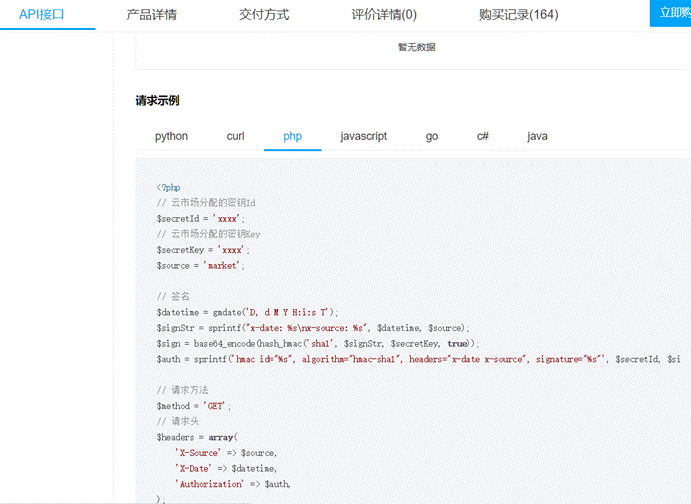 API接口 产品详情 交付方式 评价详情(0) 购买记录(164) 立即购
暂无数据
请求示例
python curl php javascript go c# java
<?php
// 云市场分配的密钥Id
$secretId = 'xxxx';
// 云市场分配的密钥Key
$secretKey = 'xxxx';
$source = 'market';
// 签名
$datetime = gmdate('D, d M Y H:i:s T');
$signStr = sprintf("x-date: %s\nx-source: %s", $datetime, $source);
$sign = base64_encode(hash_hmac('sha1', $signStr, $secretKey, true));
$auth = sprintf('hmac id="%s", algorithm="hmac-sha1", headers="x-date x-source", signature="%s"', $secretId, $si
// 请求方法
$method = 'GET';
// 请求头
$headers = array(
'X-Source' => $source,
'X-Date' => $datetime,
'Authorization' => $auth,
);